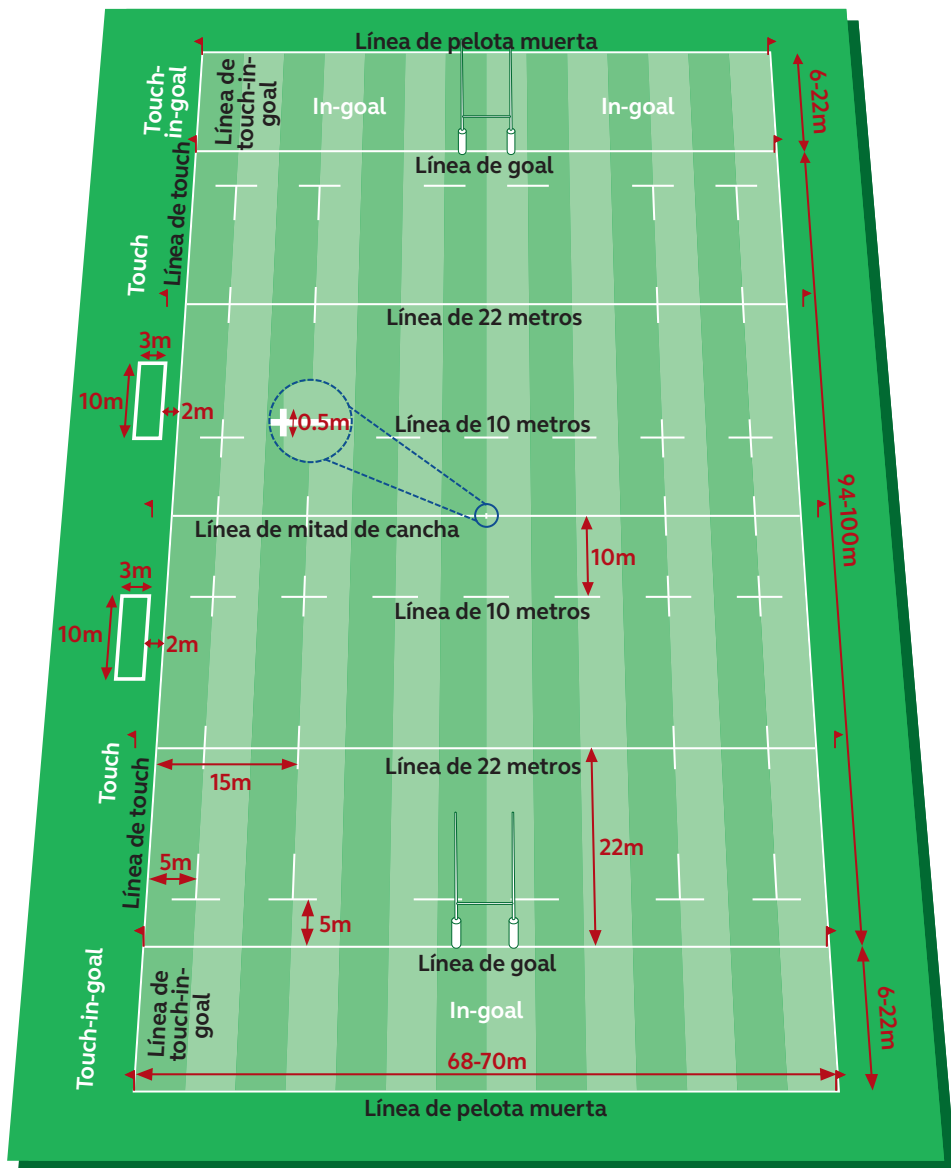 Línea de pelota muerta
Touch-
in-goal
Línea de
touch-in-
goal
In-goal
In-goal
6-22m
Línea de goal
Línea de touch
Touch
Línea de 22 metros
3m
10m
2m
0.5m
Línea de 10 metros
94-100m
Línea de mitad de cancha
10m
3m
10m
2m
Línea de 10 metros
Touch
Línea de touch
Línea de 22 metros
15m
22m
5m
5m
Línea de goal
Touch-in-goal
Línea de
touch-in-
goal
In-goal
6-22m
68-70m
Línea de pelota muerta